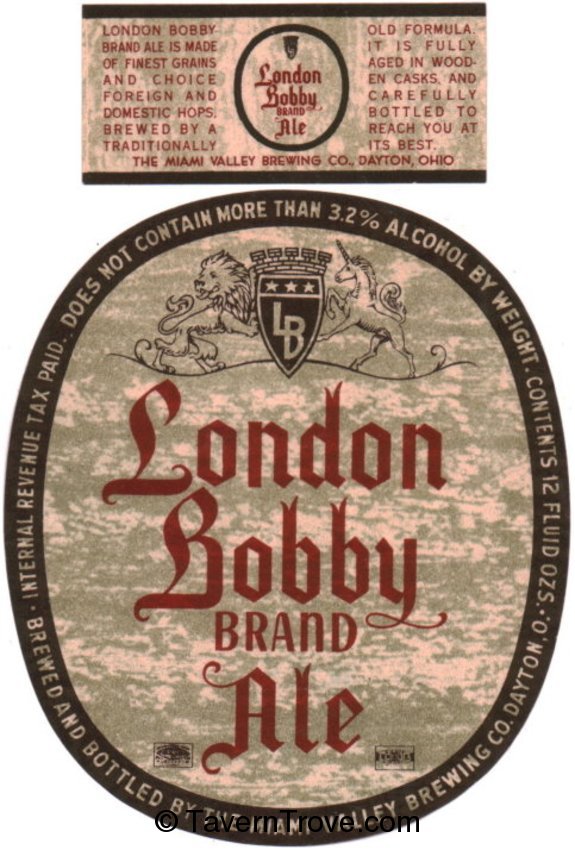 LONDON BOBBY
BRAND ALE IS MADE
OF FINEST GRAINS
AND CHOICE
FOREIGN AND
DOMESTIC HOPS.
BREWED BY A
TRADITIONALLY
London
Bobby
BRAND
Ale
OLD FORMULA.
IT IS FULLY
AGED IN WOOD-
EN CASKS, AND
CAREFULLY
BOTTLED TO
REACH YOU AT
ITS BEST.
THE MIAMI VALLEY BREWING CO., DAYTON, OHIO
INTERNAL REVENUE TAX PAID. DOES NOT CONTAIN MORE THAN 3.2% ALCOHOL BY WEIGHT. CONTENTS 12 FLUID OZS.
LB
London
Bobby
BRAND
Ale
BREWED AND BOTTLED BY THE MIAMI VALLEY BREWING CO. DAYTON, O.
© TavernTrove.com